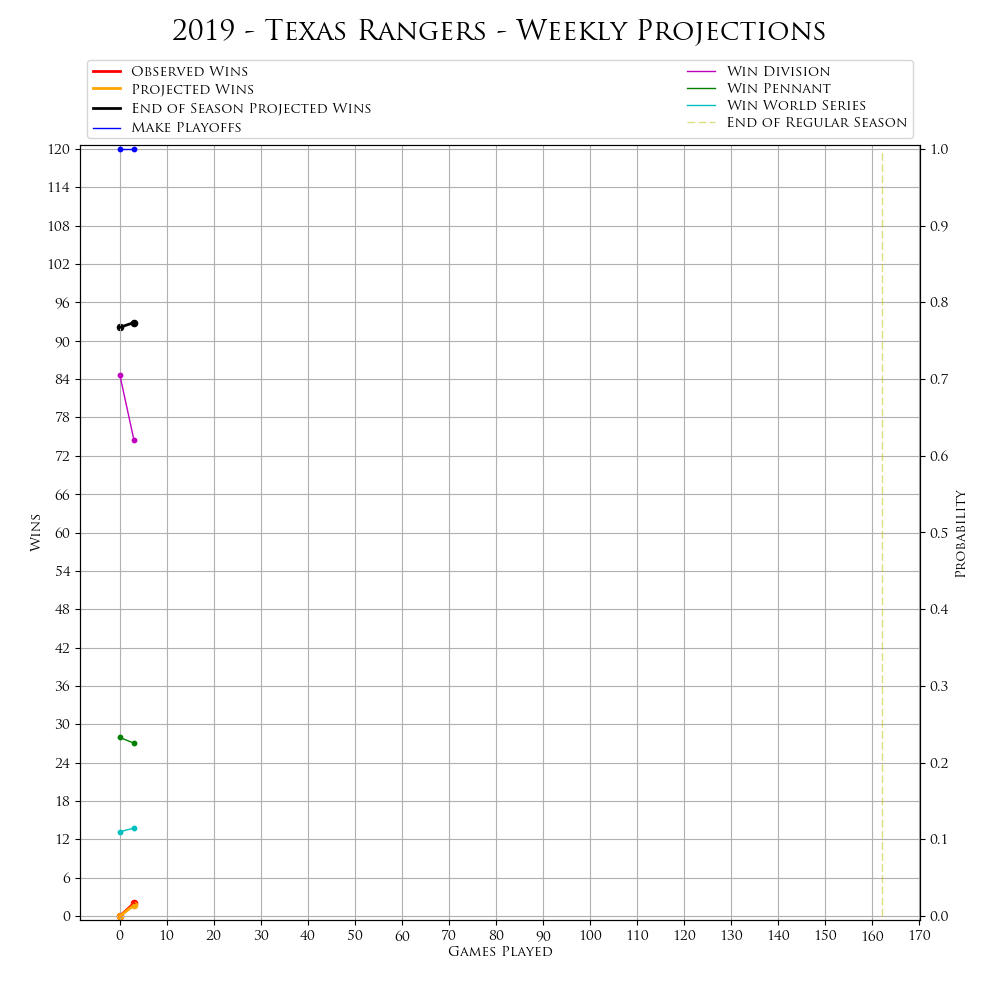 2019 - Texas Rangers - Weekly Projections
Observed Wins
Projected Wins
End of Season Projected Wins
Make Playoffs
Win Division
Win Pennant
Win World Series
End of Regular Season
120
114
108
102
96
90
84
78
72
66
60
54
48
42
36
30
24
18
12
6
0
Wins
1.0
0.9
0.8
0.7
0.6
0.5
0.4
0.3
0.2
0.1
0.0
Probability
0 10 20 30 40 50 60 70 80 90 100 110 120 130 140 150 160 170
Games Played